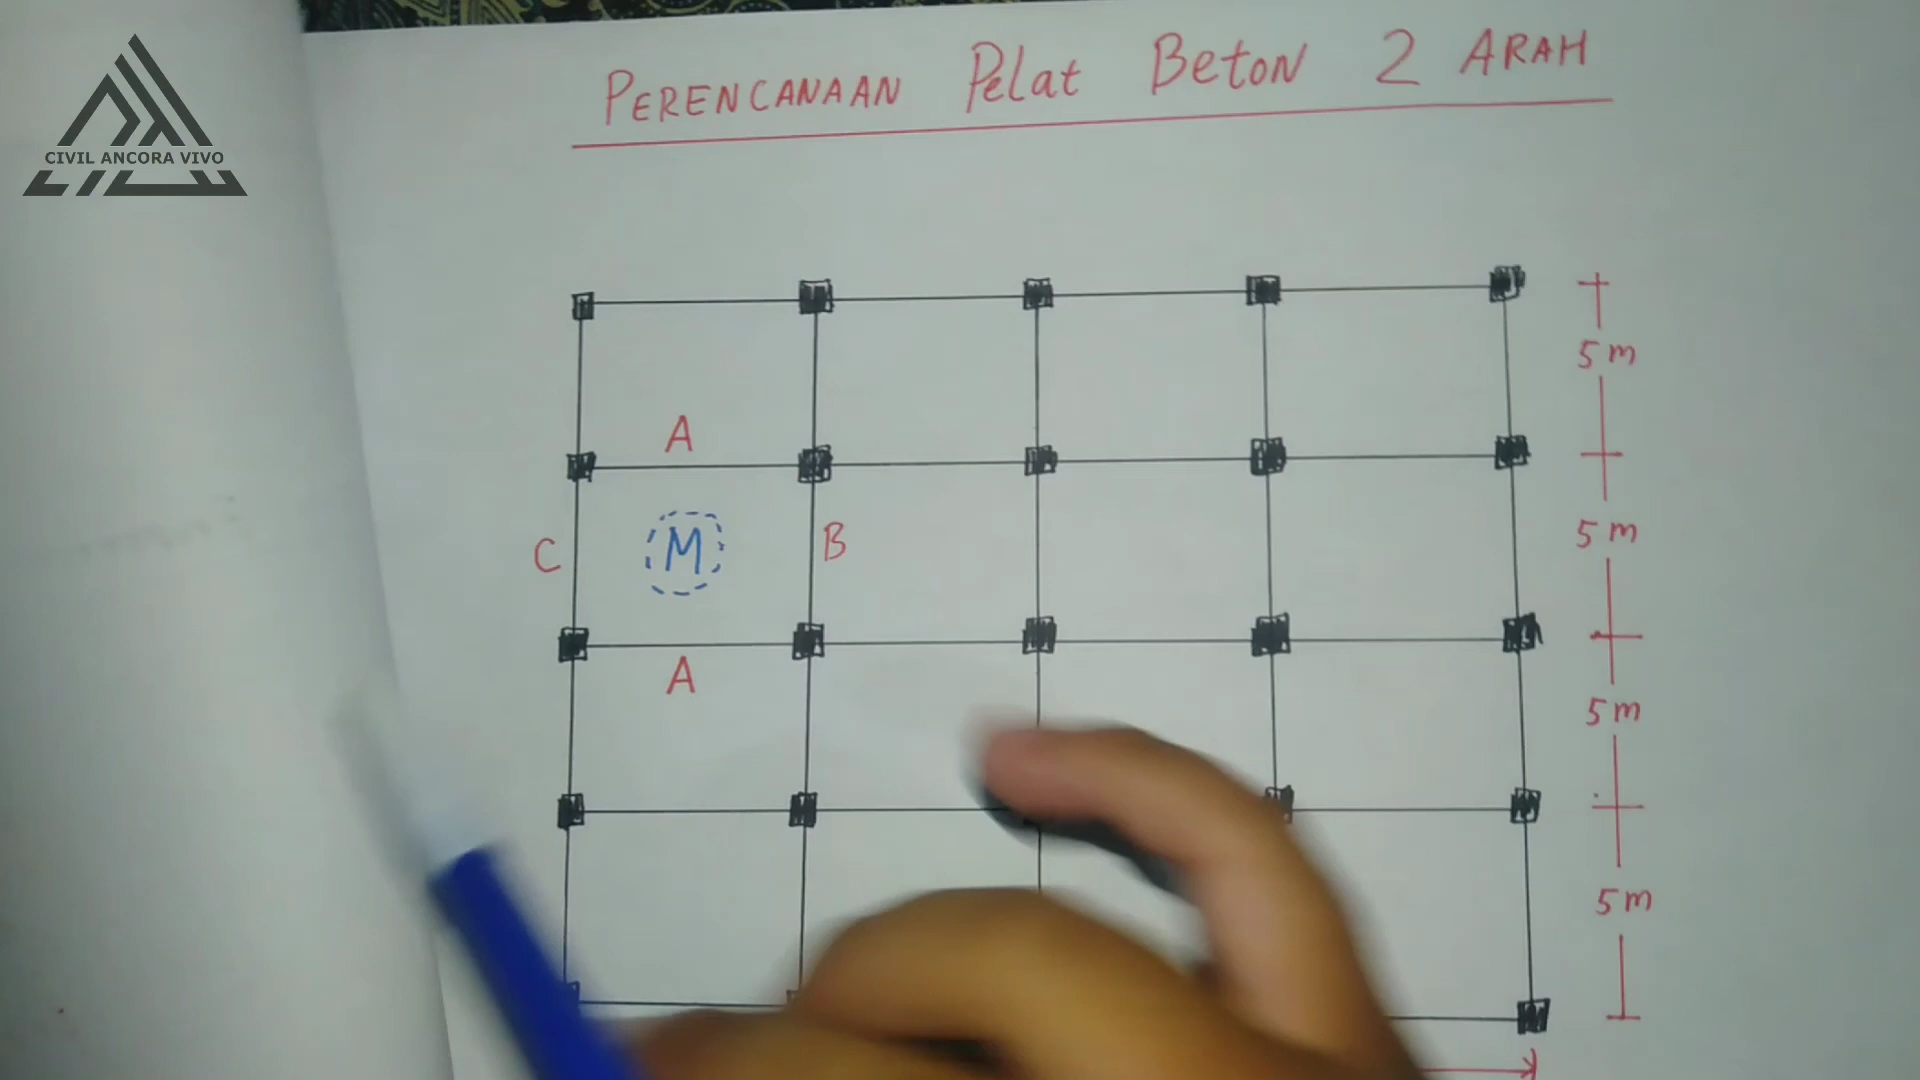 CIVIL ANCORA VIVO
PERENCANAAN Pelat Beton 2 ARAH
5 m
A
5 m
C M B
A
5 m
5 m